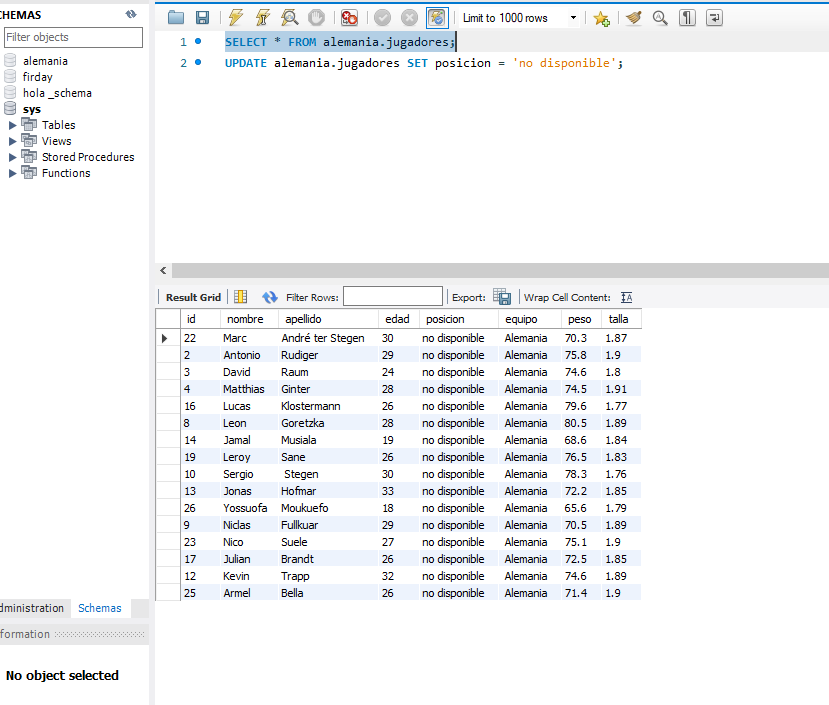 CHEMAS
Filter objects
alemania
firday
hola _schema
sys
Tables
Views
Stored Procedures
Functions
dministration Schemas
formation
No object selected
Limit to 1000 rows
1 SELECT * FROM alemania.jugadores;
2 UPDATE alemania.jugadores SET posicion = 'no disponible';
Result Grid Filter Rows: Export: Wrap Cell Content: IA
id nombre apellido edad posicion equipo peso talla
22 Marc André ter Stegen 30 no disponible Alemania 70.3 1.87
2 Antonio Rudiger 29 no disponible Alemania 75.8 1.9
3 David Raum 24 no disponible Alemania 74.6 1.8
4 Matthias Ginter 28 no disponible Alemania 74.5 1.91
16 Lucas Klostermann 26 no disponible Alemania 79.6 1.77
8 Leon Goretzka 28 no disponible Alemania 80.5 1.89
14 Jamal Musiala 19 no disponible Alemania 68.6 1.84
19 Leroy Sane 26 no disponible Alemania 76.5 1.83
10 Sergio Stegen 30 no disponible Alemania 78.3 1.76
13 Jonas Hofmar 33 no disponible Alemania 72.2 1.85
26 Yossuofa Moukuefo 18 no disponible Alemania 65.6 1.79
9 Niclas Fullkuar 29 no disponible Alemania 70.5 1.89
23 Nico Suele 27 no disponible Alemania 75.1 1.9
17 Julian Brandt 26 no disponible Alemania 72.5 1.85
12 Kevin Trapp 32 no disponible Alemania 74.6 1.89
25 Armel Bella 26 no disponible Alemania 71.4 1.9